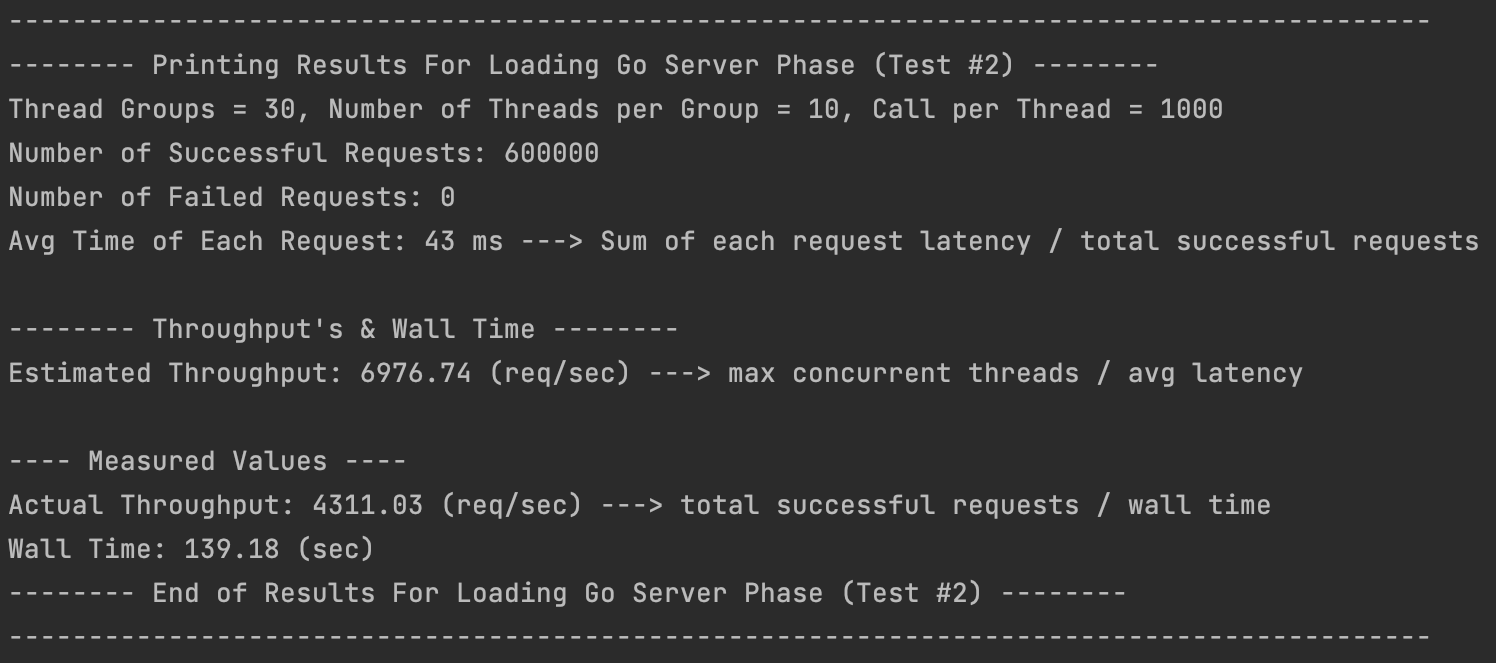 -----------------------------------------------------------------------------------------
-------- Printing Results For Loading Go Server Phase (Test #2) --------
Thread Groups = 30, Number of Threads per Group = 10, Call per Thread = 1000
Number of Successful Requests: 600000
Number of Failed Requests: 0
Avg Time of Each Request: 43 ms ---> Sum of each request latency / total successful requests
-------- Throughput's & Wall Time --------
Estimated Throughput: 6976.74 (req/sec) ---> max concurrent threads / avg latency
---- Measured Values ----
Actual Throughput: 4311.03 (req/sec) ---> total successful requests / wall time
Wall Time: 139.18 (sec)
-------- End of Results For Loading Go Server Phase (Test #2) --------
-----------------------------------------------------------------------------------------